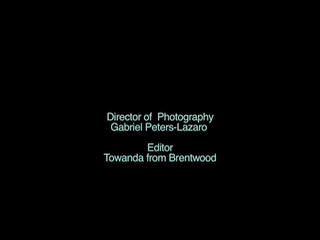 Director of Photography
Gabriel Peters-Lazaro
Editor
Towanda from Brentwood